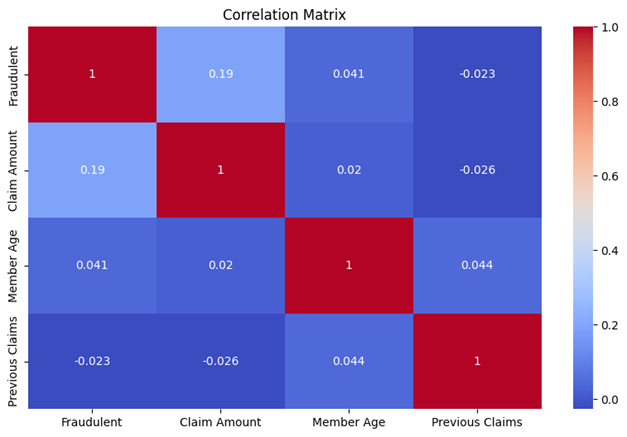 Correlation Matrix
Fraudulent 1 0.19 0.041 -0.023
Claim Amount 0.19 1 0.02 -0.026
Member Age 0.041 0.02 1 0.044
Previous Claims -0.023 -0.026 0.044 1
Fraudulent Claim Amount Member Age Previous Claims
1.0
0.8
0.6
0.4
0.2
0.0